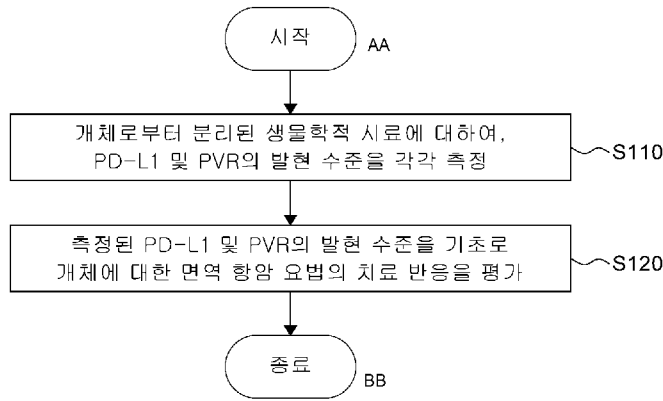 시작
AA
개체로부터 분리된 생물학적 시료에 대하여,
PD-L1 및 PVR의 발현 수준을 각각 측정
S110
측정된 PD-L1 및 PVR의 발현 수준을 기초로
개체에 대한 면역 항암 요법의 치료 반응을 평가
S120
종료
BB